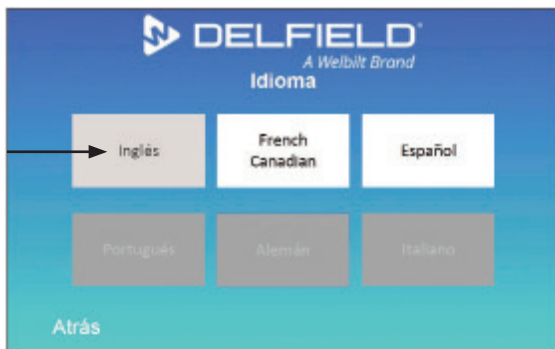 DELFIELD
A Welbilt Brand
Idioma
Inglés
French
Canadian
Español
Portugués
Alemán
Italiano
Atrás